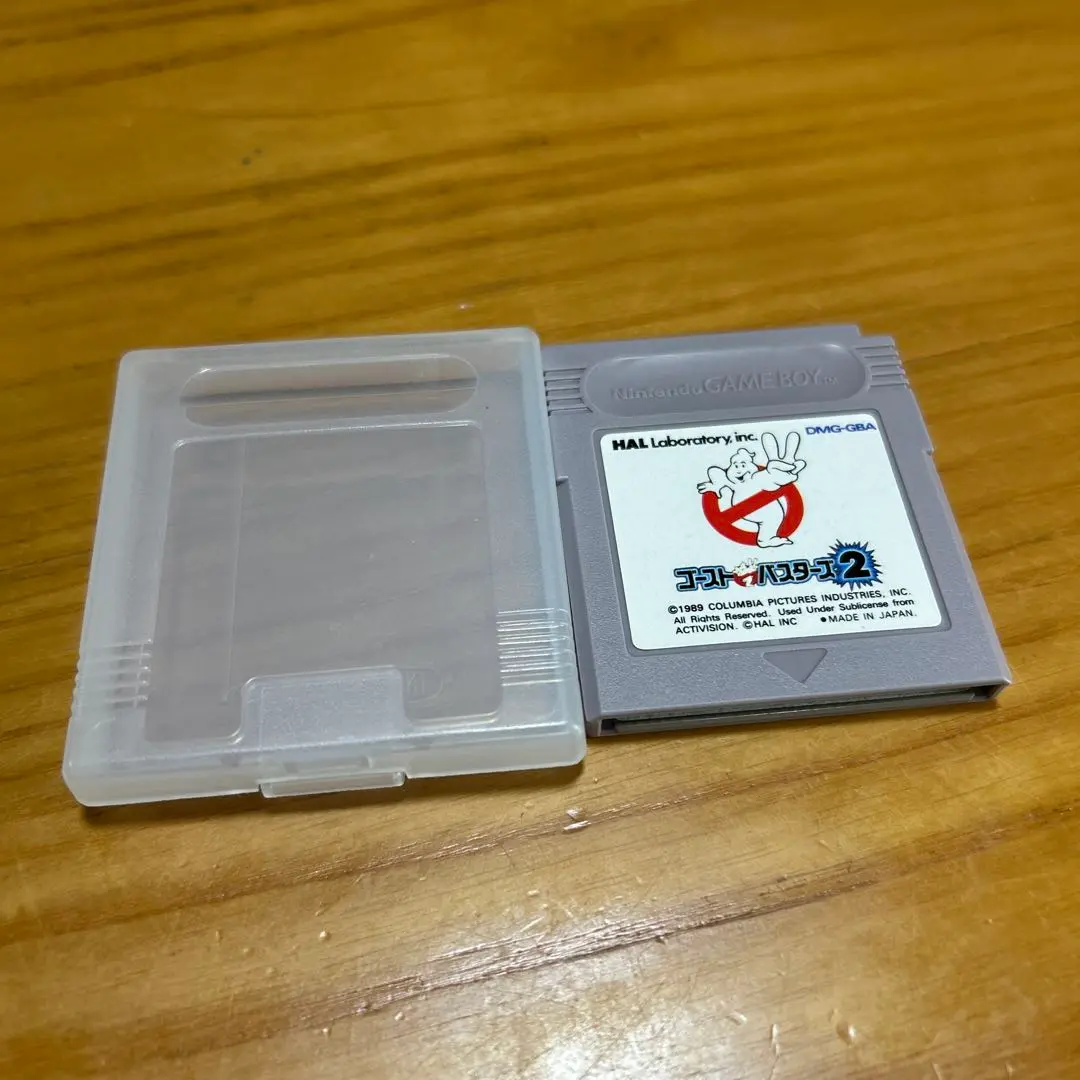 Nintendo GAME BOY TM
HAL Laboratory, inc.
DMG-GBA
ゴーストバスターズ2
©1989 COLUMBIA PICTURES INDUSTRIES, INC.
All Rights Reserved. Used Under Sublicense from
ACTIVISION. ©HAL INC ●MADE IN JAPAN.